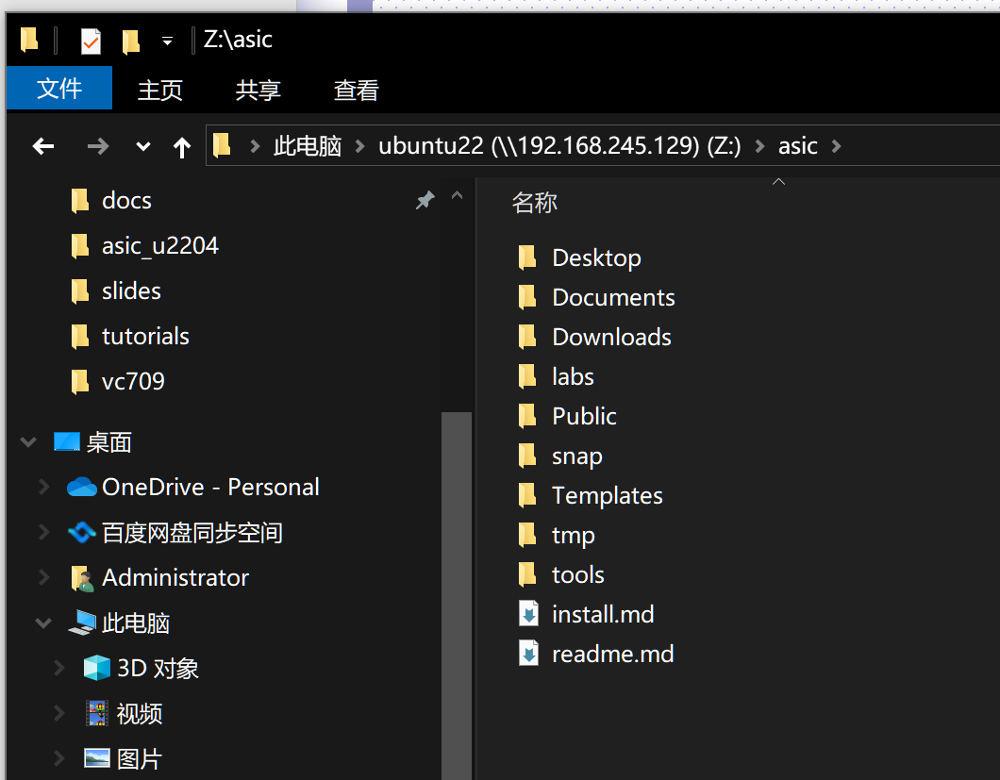 Z:\asic
文件 主页 共享 查看
此电脑 ubuntu22 (\\192.168.245.129) (Z:) asic
docs
asic_u2204
slides
tutorials
vc709
桌面
OneDrive - Personal
百度网盘同步空间
Administrator
此电脑
3D 对象
视频
图片
名称
Desktop
Documents
Downloads
labs
Public
snap
Templates
tmp
tools
install.md
readme.md